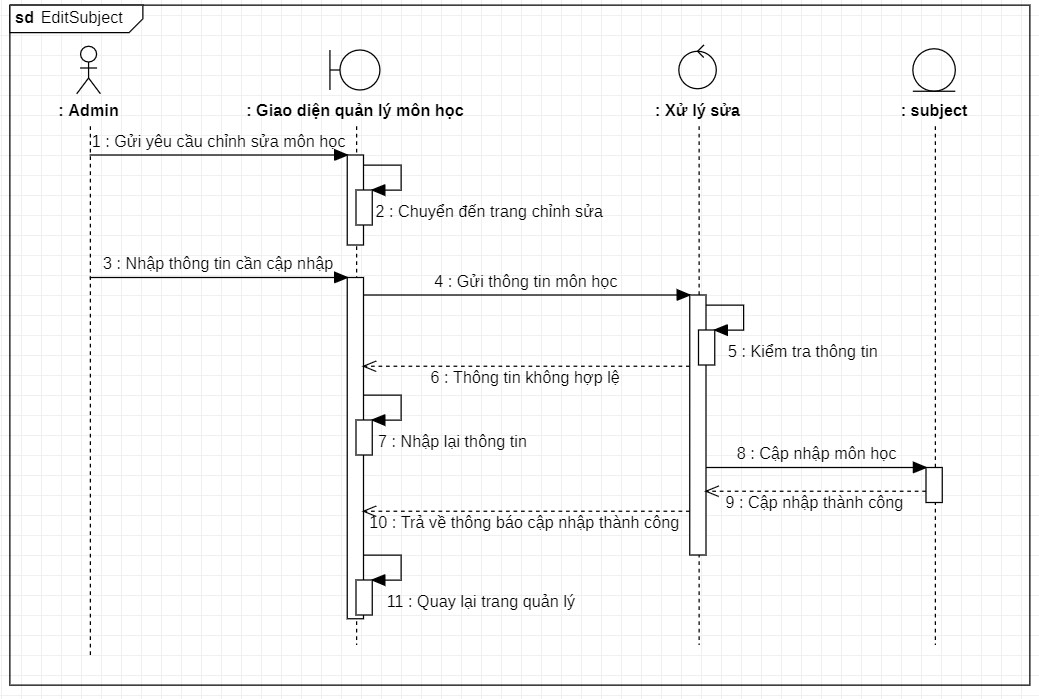 sd EditSubject
: Admin
: Giao diện quản lý môn học
: Xử lý sửa
: subject
1 : Gửi yêu cầu chỉnh sửa môn học
2 : Chuyển đến trang chỉnh sửa
3 : Nhập thông tin cần cập nhập
4 : Gửi thông tin môn học
5 : Kiểm tra thông tin
6 : Thông tin không hợp lệ
7 : Nhập lại thông tin
8 : Cập nhập môn học
9 : Cập nhập thành công
10 : Trả về thông báo cập nhập thành công
11 : Quay lại trang quản lý